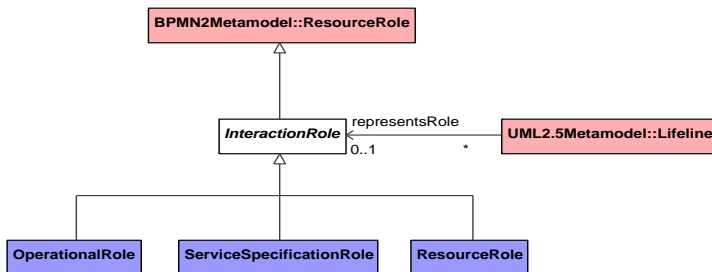 BPMN2Metamodel::ResourceRole
representsRole
InteractionRole
UML2.5Metamodel::Lifeline
0..1
*
OperationalRole
ServiceSpecificationRole
ResourceRole